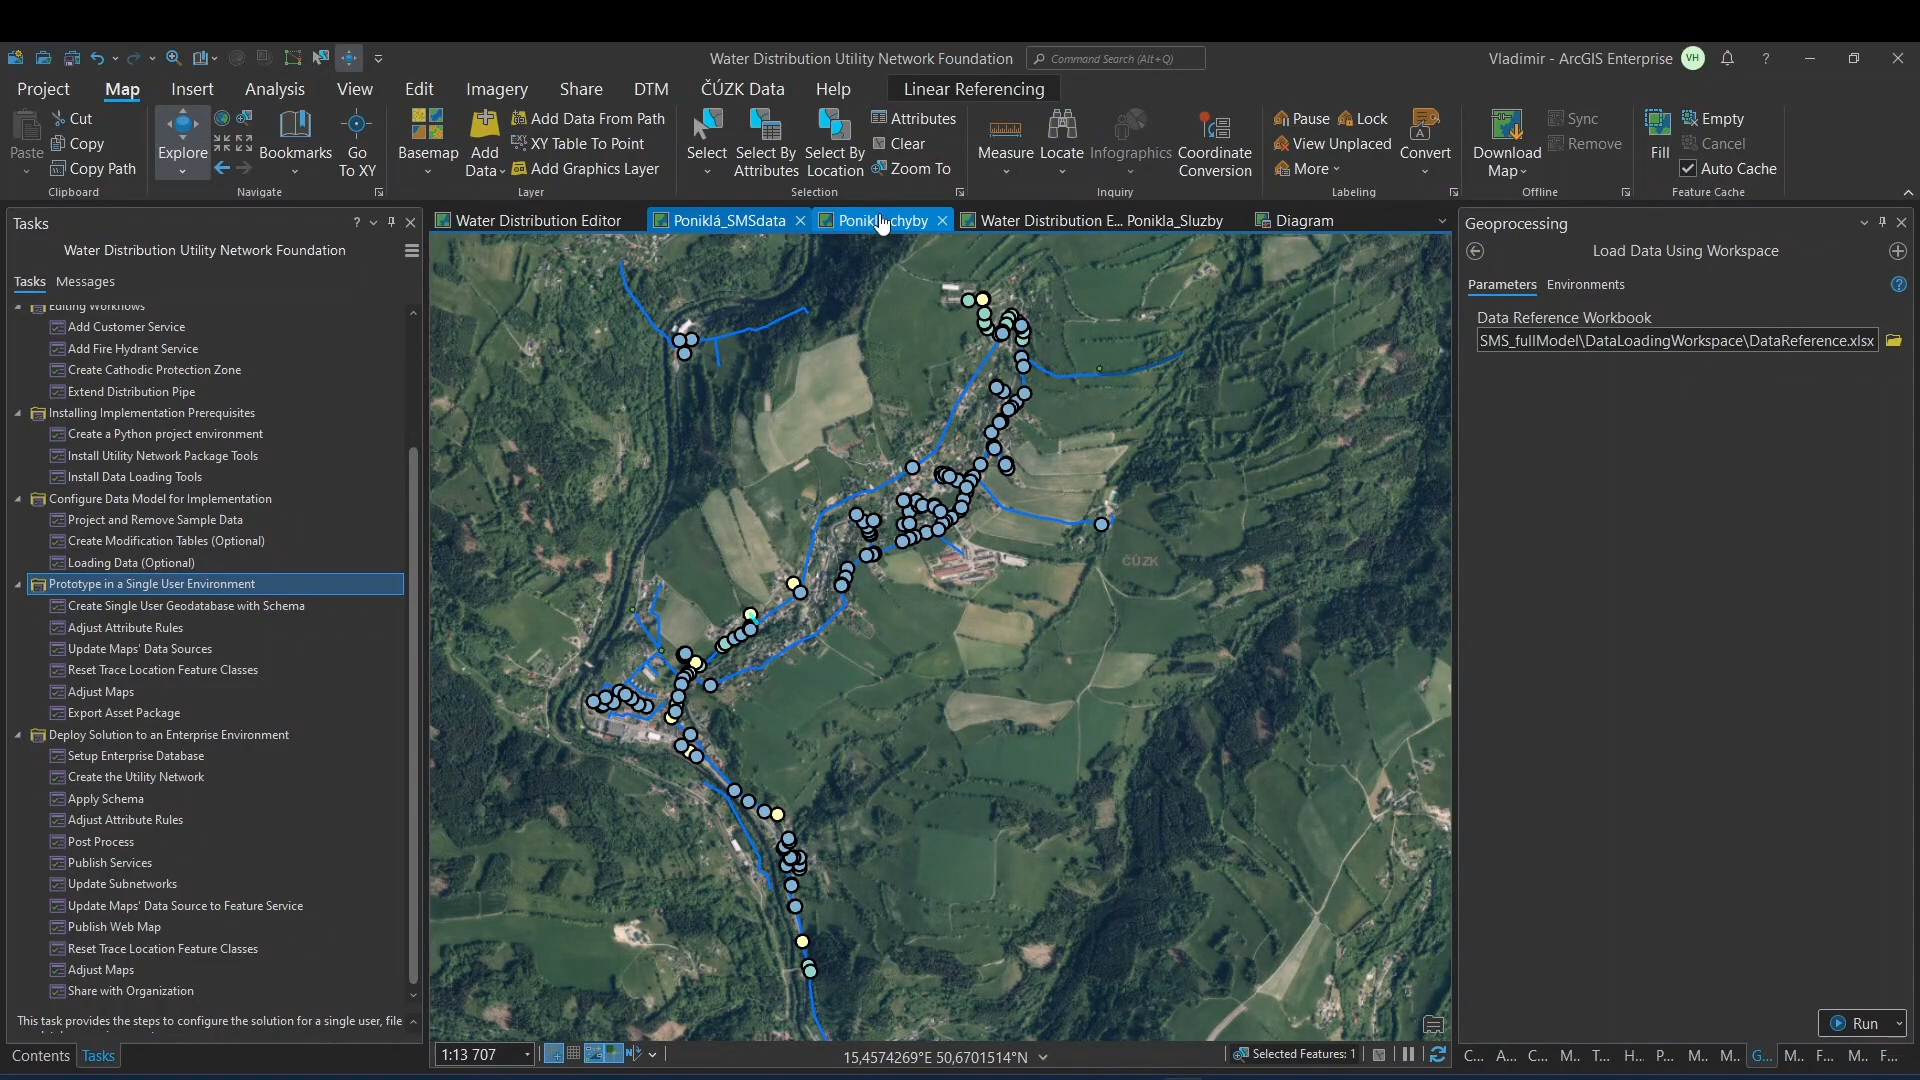 Water Distribution Utility Network Foundation
Command Search (Alt+Q)
Vladimir - ArcGIS Enterprise
VH
?
Project
Map
Insert
Analysis
View
Edit
Imagery
Share
DTM
ČÚZK Data
Help
Linear Referencing
Paste
Cut
Copy
Copy Path
Clipboard
Explore
Bookmarks
Go
To XY
Navigate
Basemap
Add
Data
Add Data From Path
XY Table To Point
Add Graphics Layer
Layer
Select
Select By
Attributes
Select By
Location
Attributes
Clear
Zoom To
Selection
Measure
Locate
Infographics
Coordinate
Conversion
Inquiry
Pause
Lock
View Unplaced
More
Convert
Labeling
Download
Map
Sync
Remove
Offline
Fill
Empty
Cancel
Auto Cache
Feature Cache
Tasks
?
Water Distribution Utility Network Foundation
Tasks
Messages
Editing Workflows
Add Customer Service
Add Fire Hydrant Service
Create Cathodic Protection Zone
Extend Distribution Pipe
Installing Implementation Prerequisites
Create a Python project environment
Install Utility Network Package Tools
Install Data Loading Tools
Configure Data Model for Implementation
Project and Remove Sample Data
Create Modification Tables (Optional)
Loading Data (Optional)
Prototype in a Single User Environment
Create Single User Geodatabase with Schema
Adjust Attribute Rules
Update Maps' Data Sources
Reset Trace Location Feature Classes
Adjust Maps
Export Asset Package
Deploy Solution to an Enterprise Environment
Setup Enterprise Database
Create the Utility Network
Apply Schema
Adjust Attribute Rules
Post Process
Publish Services
Update Subnetworks
Update Maps' Data Source to Feature Service
Publish Web Map
Reset Trace Location Feature Classes
Adjust Maps
Share with Organization
This task provides the steps to configure the solution for a single user, file
Contents
Tasks
Water Distribution Editor
Poniklá_SMSdata
chyby
Water Distribution E... Ponikla_Sluzby
Diagram
ČÚZK
1:13 707
15,4574269°E 50,6701514°N
Selected Features: 1
Geoprocessing
Load Data Using Workspace
Parameters
Environments
?
Data Reference Workbook
SMS_fullModel\DataLoadingWorkspace\DataReference.xlsx
Run
C...
A...
C...
M..
T...
H..
P...
M..
M..
G...
M..
F...
M..
F...